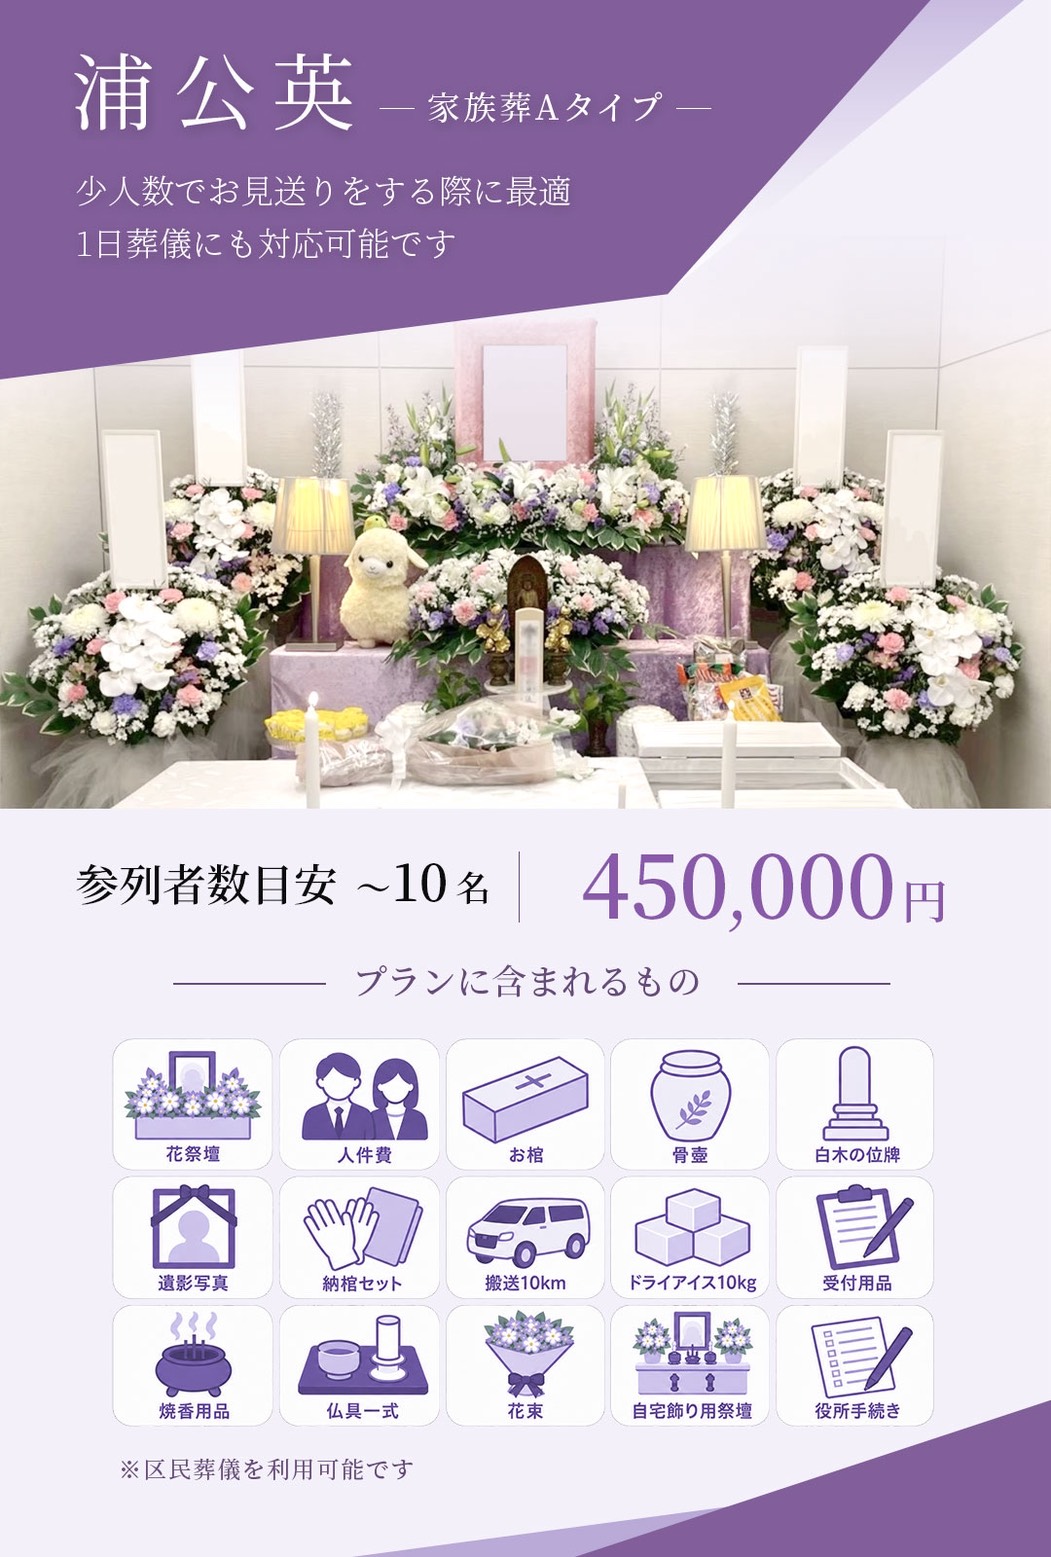 浦公英 ― 家族葬Aタイプ ―
少人数でお見送りをする際に最適
1日葬儀にも対応可能です
参列者数目安 ～10名
450,000円
プランに含まれるもの
花祭壇
人件費
お棺
骨壺
白木の位牌
遺影写真
納棺セット
搬送10km
ドライアイス10kg
受付用品
焼香用品
仏具一式
花束
自宅飾り用祭壇
役所手続き
※区民葬儀を利用可能です